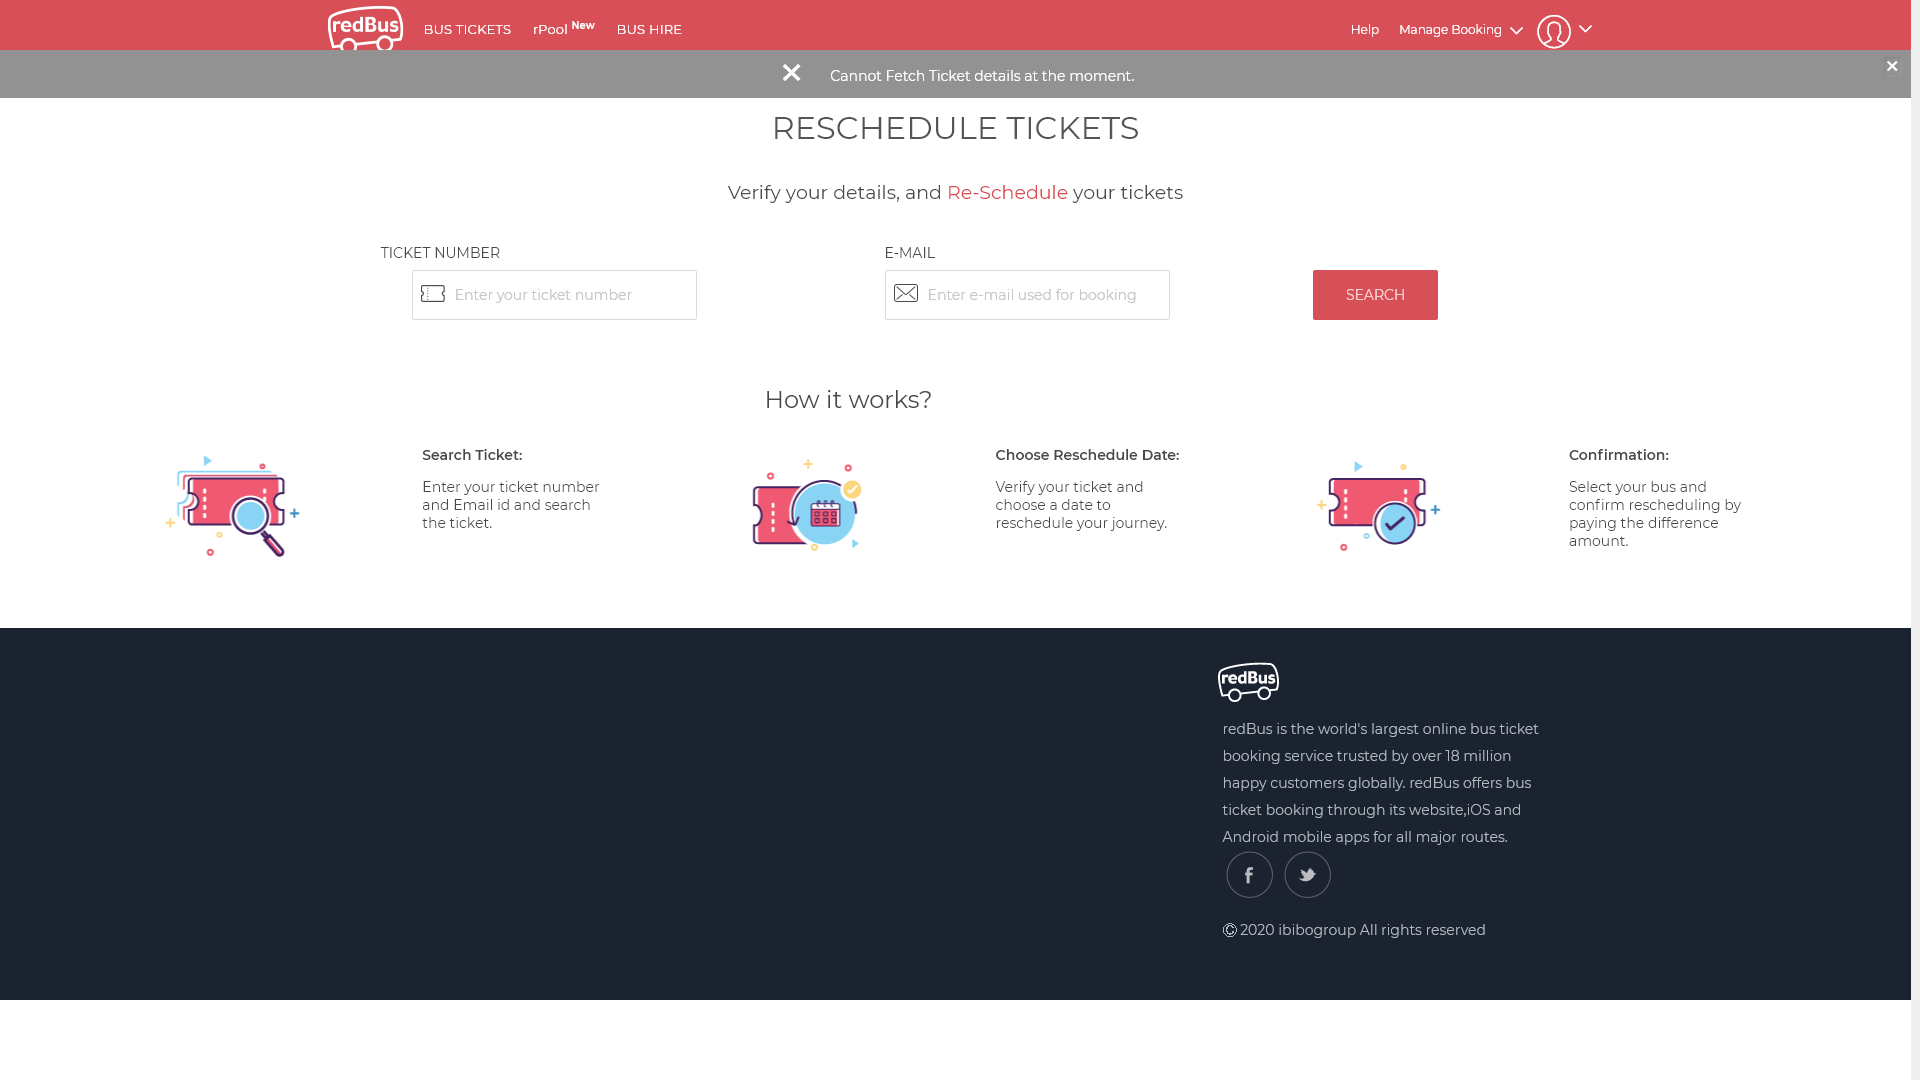 redBus
BUS TICKETS
rPool New
BUS HIRE
Help
Manage Booking
Cannot Fetch Ticket details at the moment.
RESCHEDULE TICKETS
Verify your details, and Re-Schedule your tickets
TICKET NUMBER
Enter your ticket number
E-MAIL
Enter e-mail used for booking
SEARCH
How it works?
Search Ticket:
Enter your ticket number
and Email id and search
the ticket.
Choose Reschedule Date:
Verify your ticket and
choose a date to
reschedule your journey.
Confirmation:
Select your bus and
confirm rescheduling by
paying the difference
amount.
redBus
redBus is the world's largest online bus ticket
booking service trusted by over 18 million
happy customers globally. redBus offers bus
ticket booking through its website,iOS and
Android mobile apps for all major routes.
© 2020 ibibogroup All rights reserved